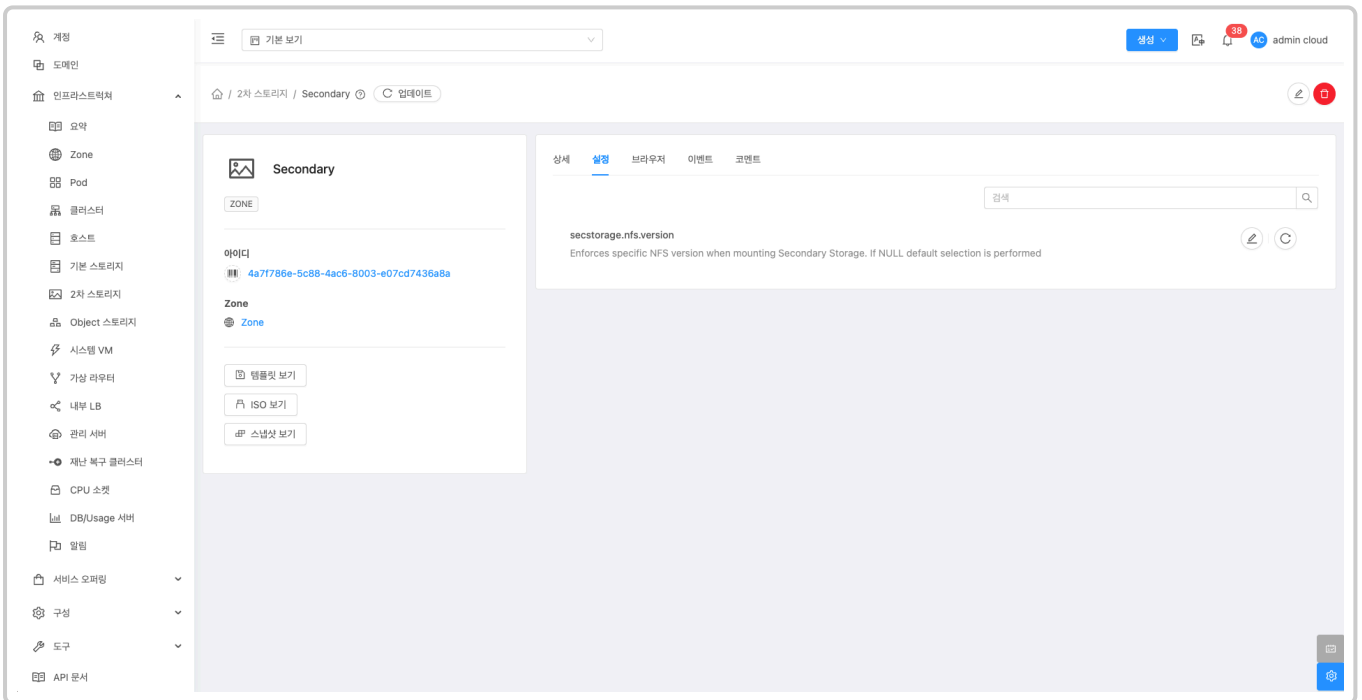 계정
도메인
인프라스트럭쳐
요약
Zone
Pod
클러스터
호스트
기본 스토리지
2차 스토리지
Object 스토리지
시스템 VM
가상 라우터
내부 LB
관리 서버
재난 복구 클러스터
CPU 소켓
DB/Usage 서버
알림
서비스 오퍼링
구성
도구
API 문서
기본 보기
생성
38
AC
admin cloud
/ 2차 스토리지 / Secondary
업데이트
Secondary
ZONE
아이디
4a7f786e-5c88-4ac6-8003-e07cd7436a8a
Zone
Zone
템플릿 보기
ISO 보기
스냅샷 보기
상세 설정 브라우저 이벤트 코멘트
검색
secstorage.nfs.version
Enforces specific NFS version when mounting Secondary Storage. If NULL default selection is performed